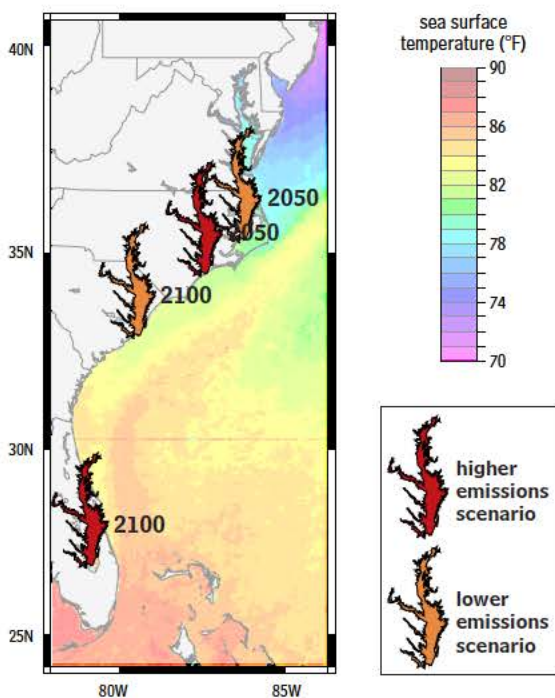 40N
35N
30N
25N
80W
85W
2050
2050
2100
2100
sea surface
temperature (°F)
90
86
82
78
74
70
higher
emissions
scenario
lower
emissions
scenario